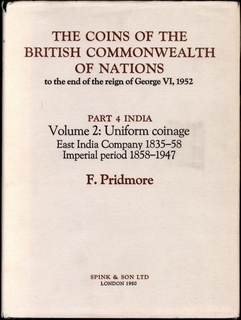 THE COINS OF THE
BRITISH COMMONWEALTH
OF NATIONS
to the end of the reign of George VI, 1952
PART 4 INDIA
Volume 2: Uniform coinage
East India Company 1835–58
Imperial period 1858–1947
F. Pridmore
SPINK & SON LTD
LONDON 1980